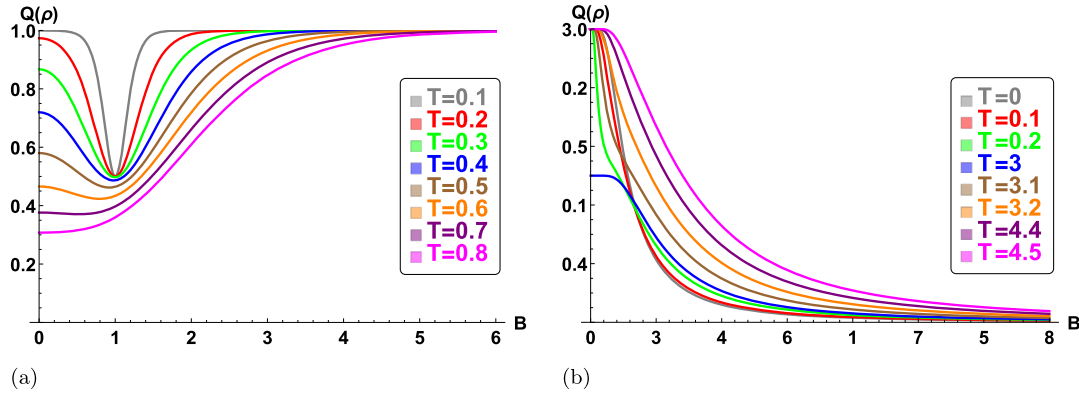 Q(ρ)
1.0
0.8
0.6
0.4
0.2
0 1 2 3 4 5 6
B
T=0.1
T=0.2
T=0.3
T=0.4
T=0.5
T=0.6
T=0.7
T=0.8
(a)
Q(ρ)
3.0
0.2
0.5
0.1
0.4
0 3 4 6 1 7 5 8
B
T=0
T=0.1
T=0.2
T=3
T=3.1
T=3.2
T=4.4
T=4.5
(b)